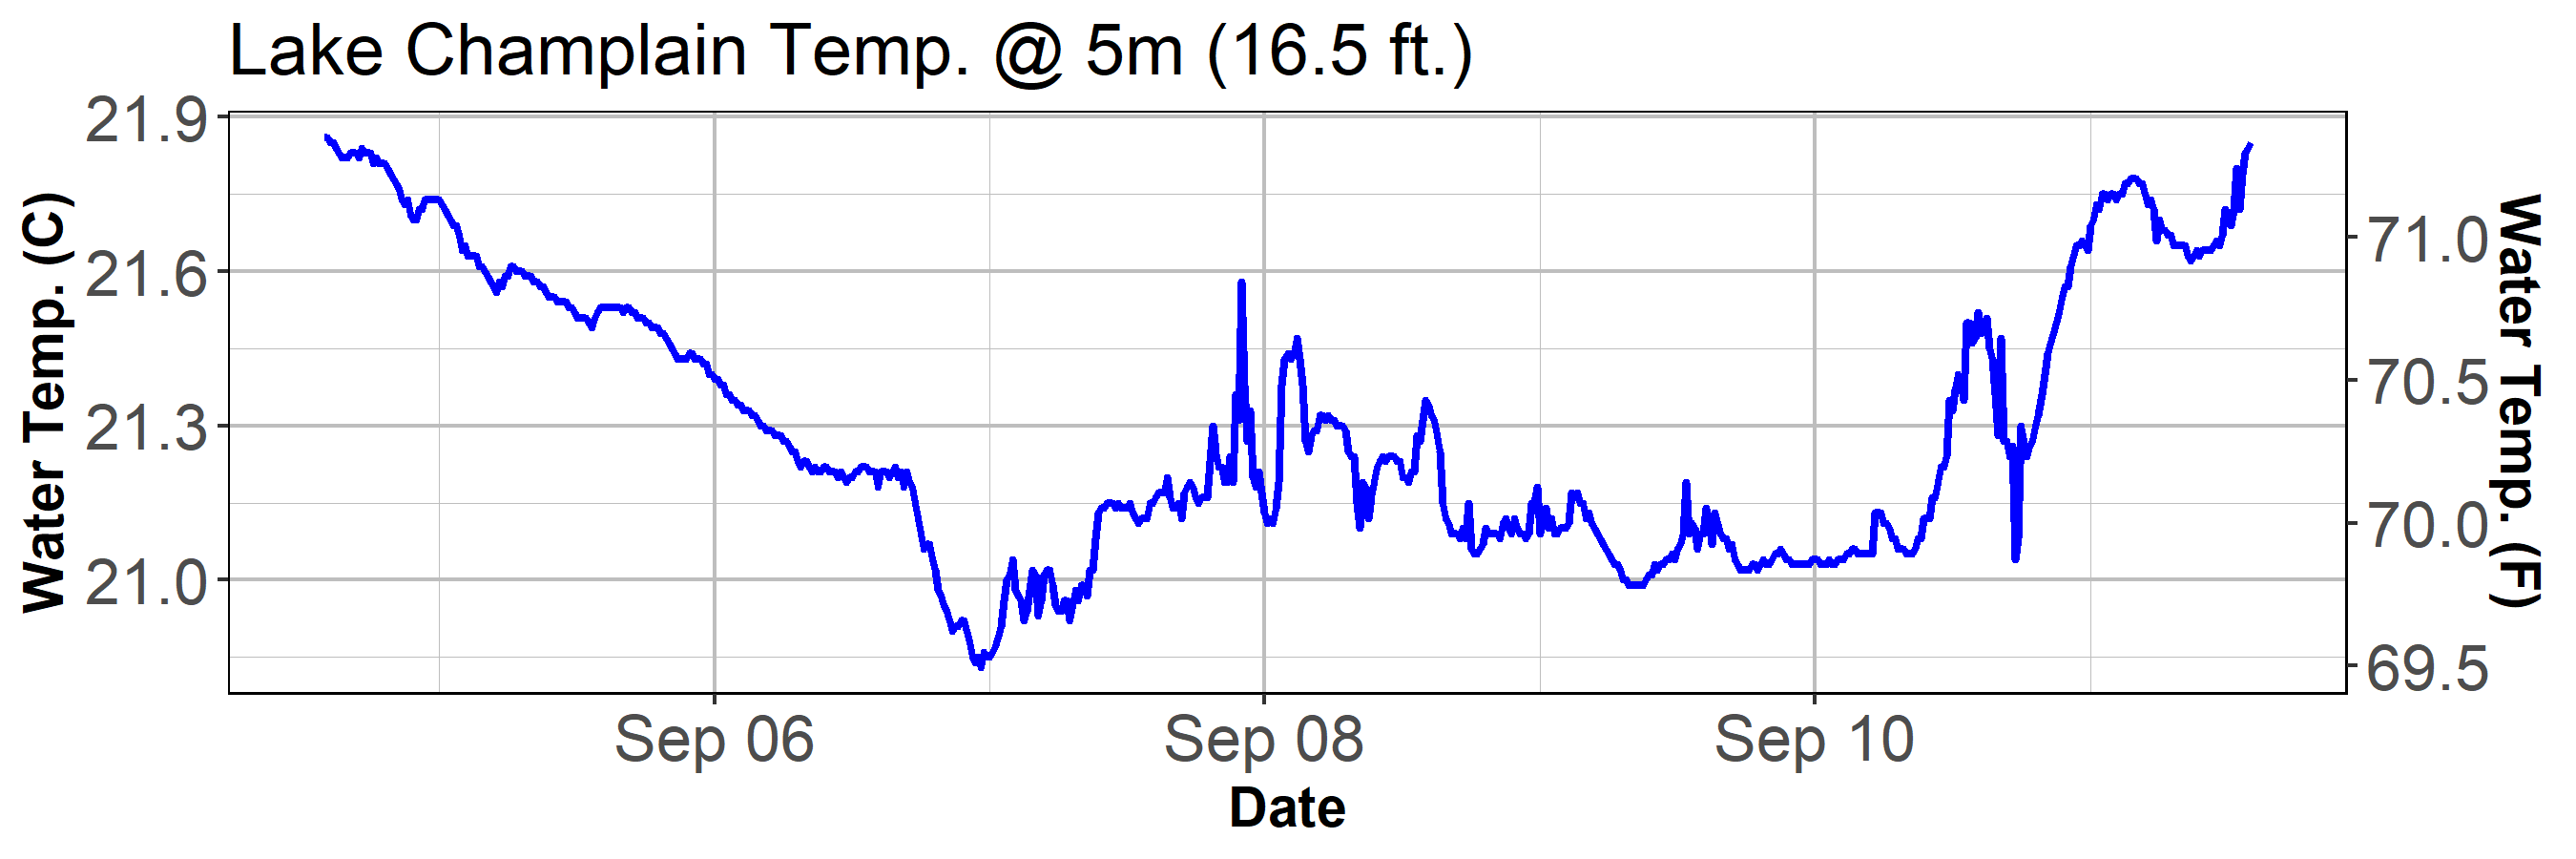 Lake Champlain Temp. @ 5m (16.5 ft.)
Water Temp. (C)
21.9
21.6
21.3
21.0
71.0
70.5
70.0
69.5
Water Temp. (F)
Sep 06 Sep 08 Sep 10
Date